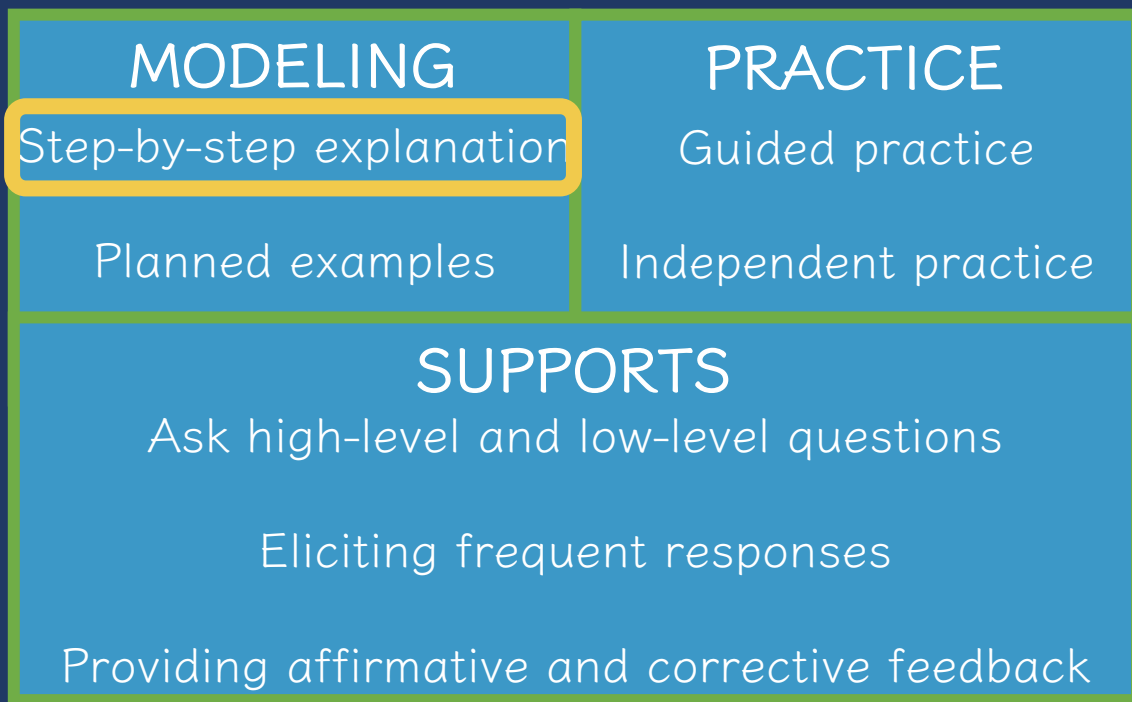 MODELING
Step-by-step explanation
Planned examples
PRACTICE
Guided practice
Independent practice
SUPPORTS
Ask high-level and low-level questions
Eliciting frequent responses
Providing affirmative and corrective feedback